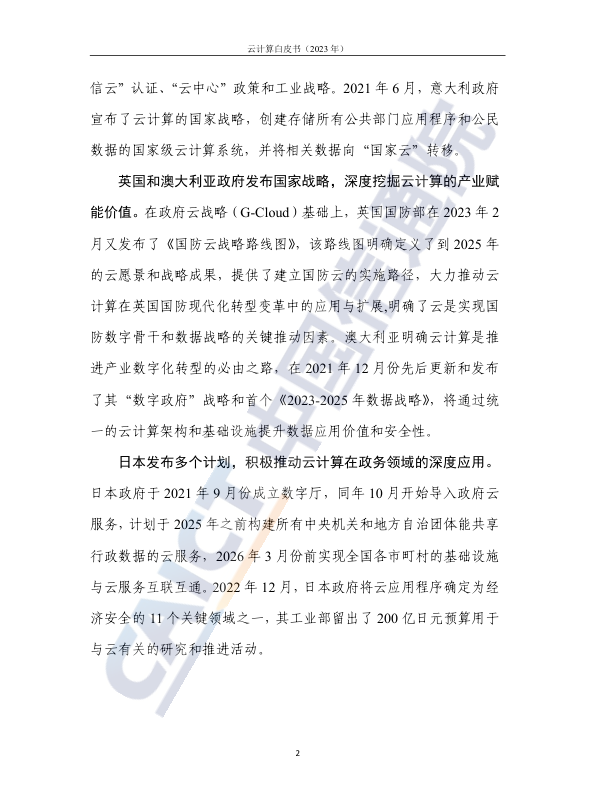 云计算白皮书（2023 年）
信云”认证、“云中心”政策和工业战略。2021 年 6 月，意大利政府
宣布了云计算的国家战略，创建存储所有公共部门应用程序和公民
数据的国家级云计算系统，并将相关数据向“国家云”转移。
英国和澳大利亚政府发布国家战略，深度挖掘云计算的产业赋
能价值。在政府云战略（G-Cloud）基础上，英国国防部在 2023 年 2
月又发布了《国防云战略路线图》，该路线图明确定义了到 2025 年
的云愿景和战略成果，提供了建立国防云的实施路径，大力推动云
计算在英国国防现代化转型变革中的应用与扩展,明确了云是实现国
防数字骨干和数据战略的关键推动因素。澳大利亚明确云计算是推
进产业数字化转型的必由之路，在 2021 年 12 月份先后更新和发布
了其“数字政府”战略和首个《2023-2025 年数据战略》，将通过统
一的云计算架构和基础设施提升数据应用价值和安全性。
日本发布多个计划，积极推动云计算在政务领域的深度应用。
日本政府于 2021 年 9 月份成立数字厅，同年 10 月开始导入政府云
服务，计划于 2025 年之前构建所有中央机关和地方自治团体能共享
行政数据的云服务，2026 年 3 月份前实现全国各市町村的基础设施
与云服务互联互通。2022 年 12 月，日本政府将云应用程序确定为经
济安全的 11 个关键领域之一，其工业部留出了 200 亿日元预算用于
与云有关的研究和推进活动。
CAICT 中国信通院
2